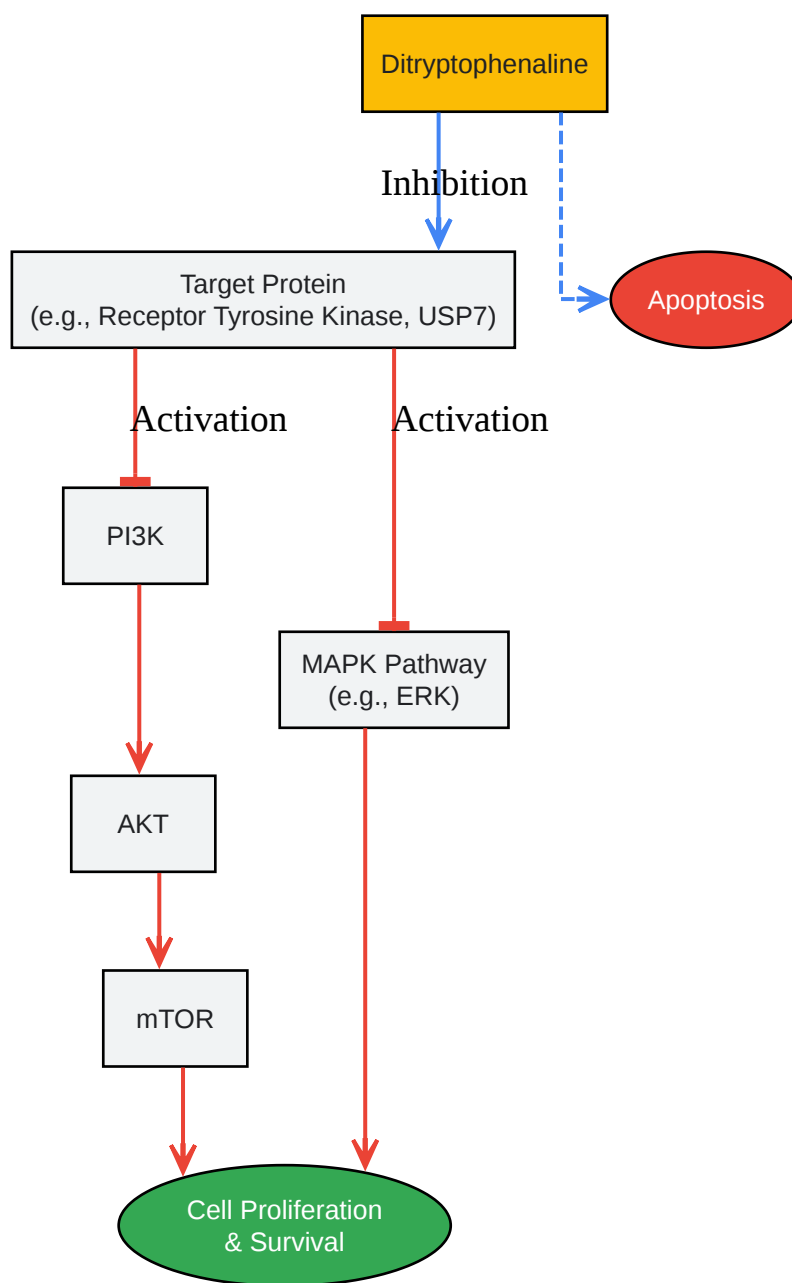 Ditryptophenaline
Inhibition
Target Protein
(e.g., Receptor Tyrosine Kinase, USP7)
Apoptosis
Activation
Activation
PI3K
MAPK Pathway
(e.g., ERK)
AKT
mTOR
Cell Proliferation
& Survival